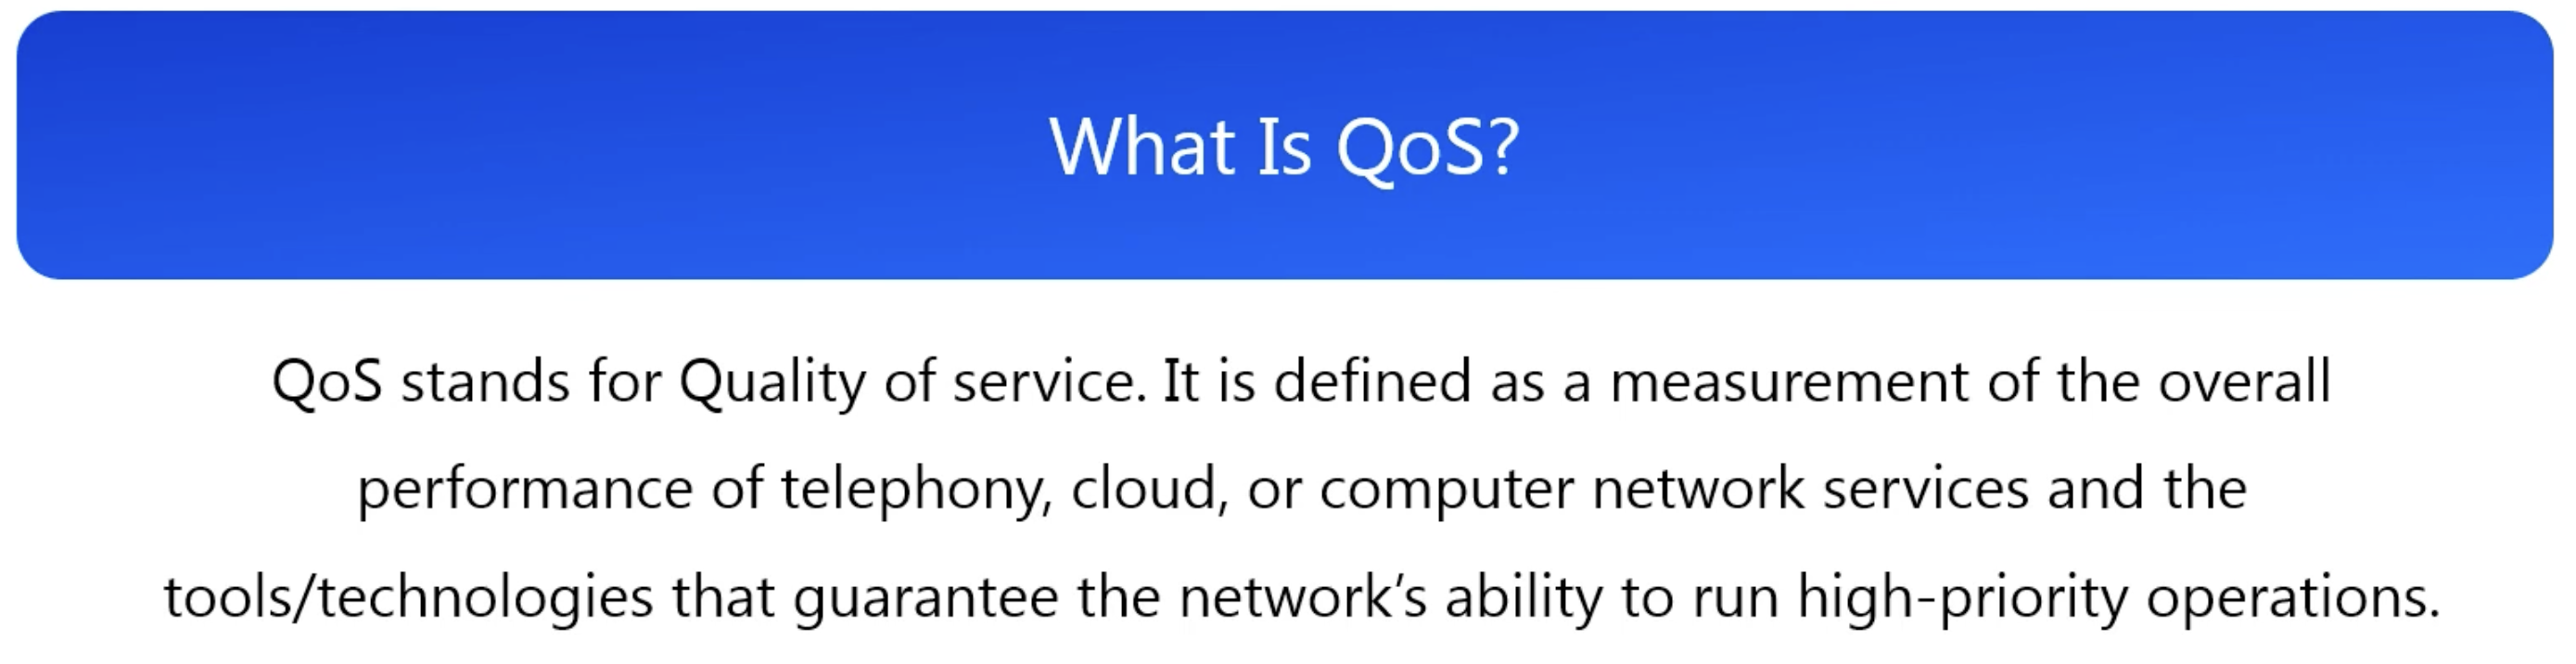 What Is QoS?
QoS stands for Quality of service. It is defined as a measurement of the overall
performance of telephony, cloud, or computer network services and the
tools/technologies that guarantee the network’s ability to run high-priority operations.